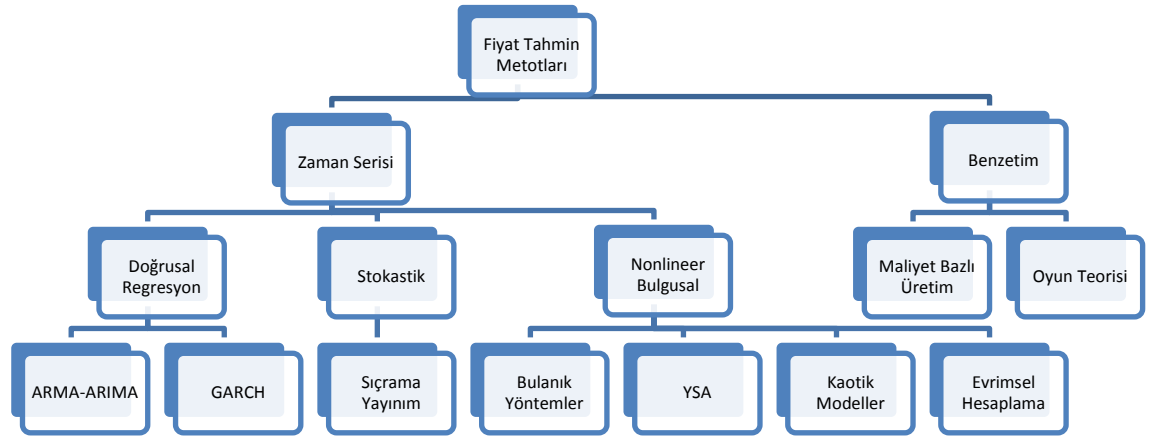 Fiyat Tahmin
Metotları
Zaman Serisi
Benzetim
Doğrusal
Regresyon
Stokastik
Nonlineer
Bulgusal
Maliyet Bazlı
Üretim
Oyun Teorisi
ARMA-ARIMA
GARCH
Sıçrama
Yayınım
Bulanık
Yöntemler
YSA
Kaotik
Modeller
Evrimsel
Hesaplama